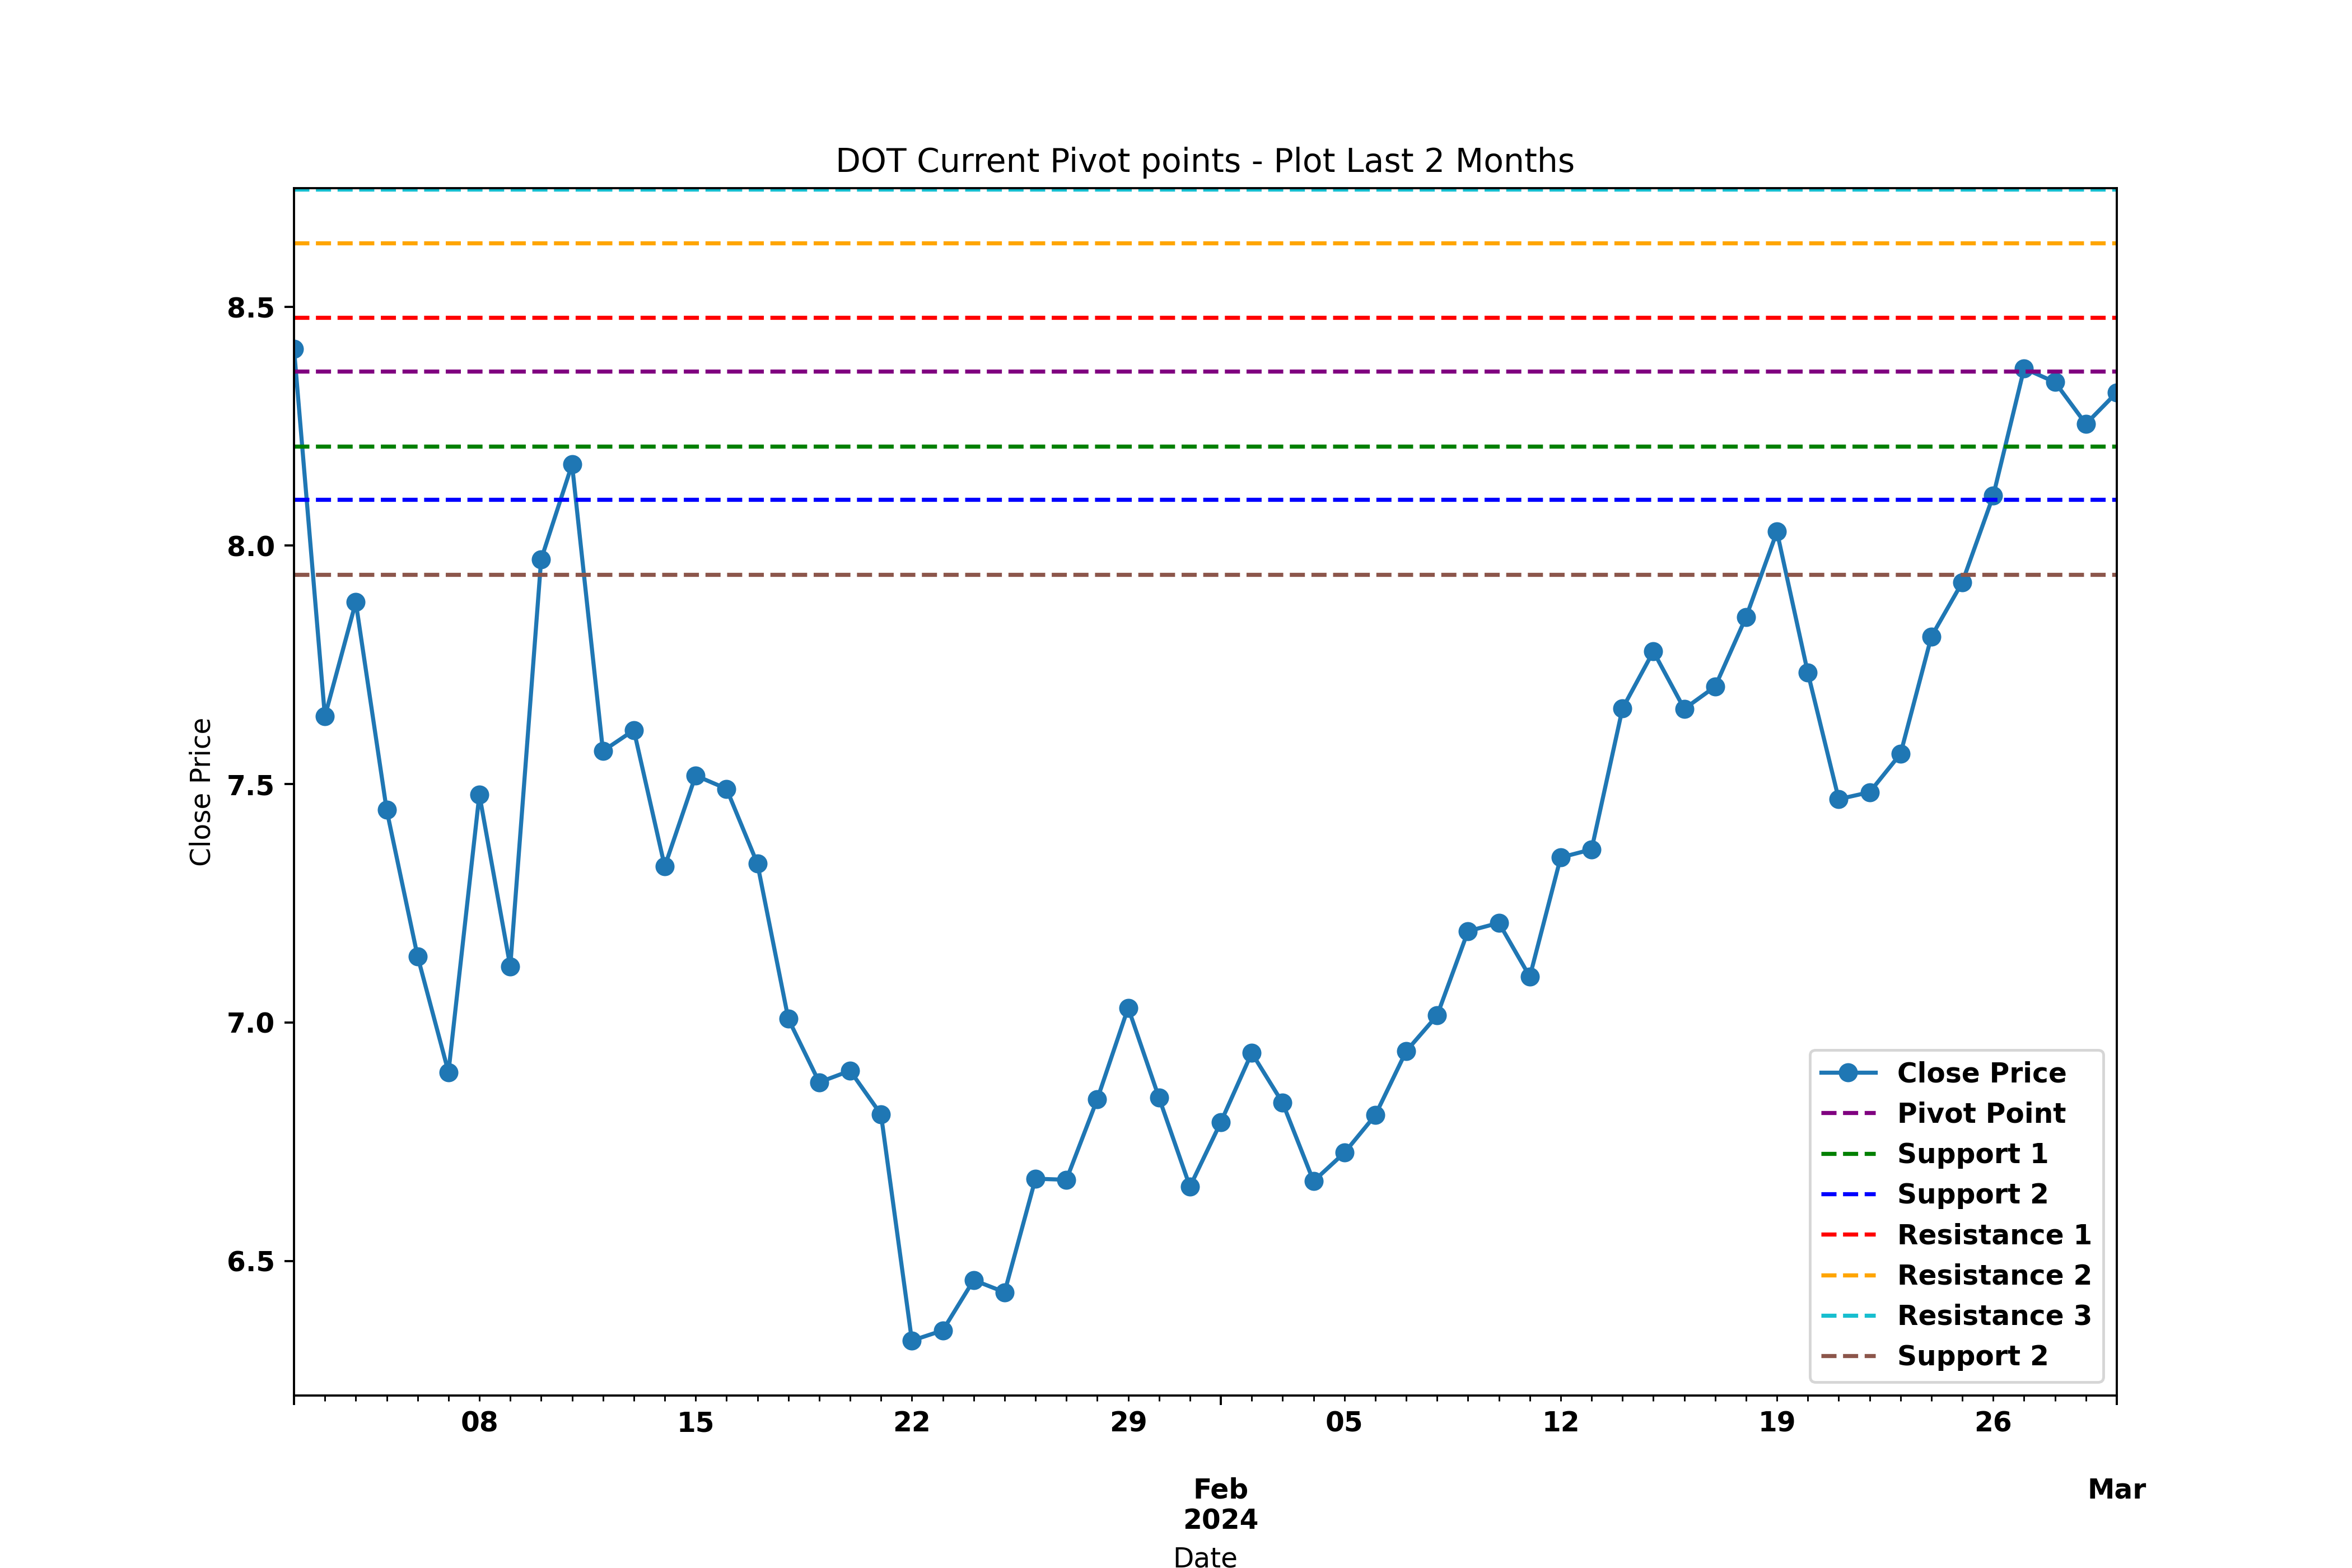 DOT Current Pivot points - Plot Last 2 Months
8.5
8.0
7.5
7.0
6.5
Close Price
Close Price
Pivot Point
Support 1
Support 2
Resistance 1
Resistance 2
Resistance 3
Support 2
08 15 22 29 05 12 19 26
Feb Mar
2024
Date